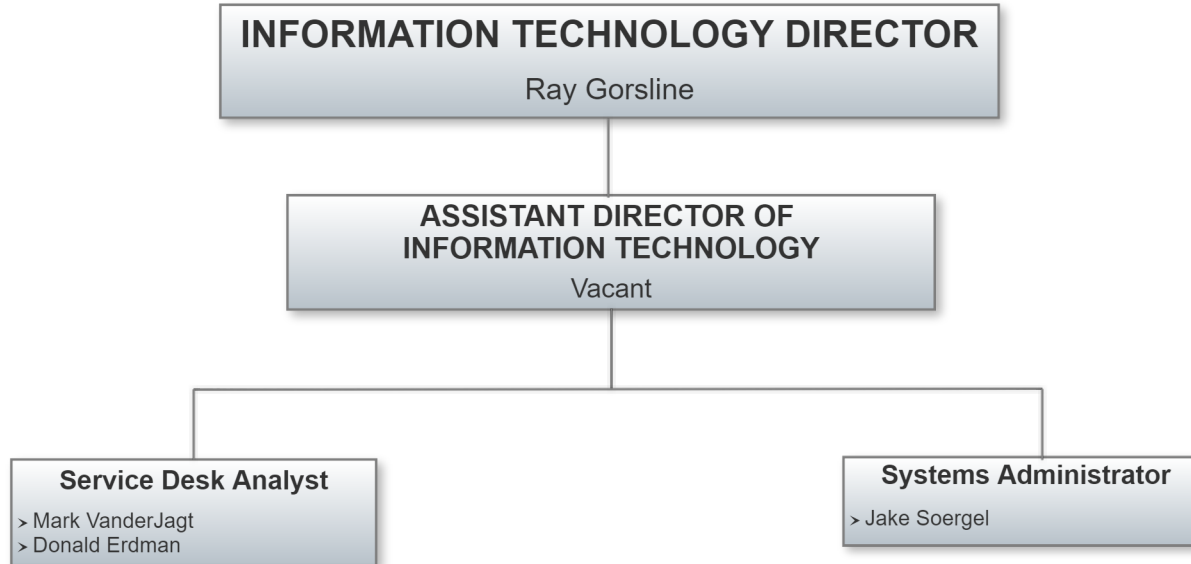 INFORMATION TECHNOLOGY DIRECTOR
Ray Gorsline
ASSISTANT DIRECTOR OF
INFORMATION TECHNOLOGY
Vacant
Service Desk Analyst
> Mark VanderJagt
> Donald Erdman
Systems Administrator
> Jake Soergel